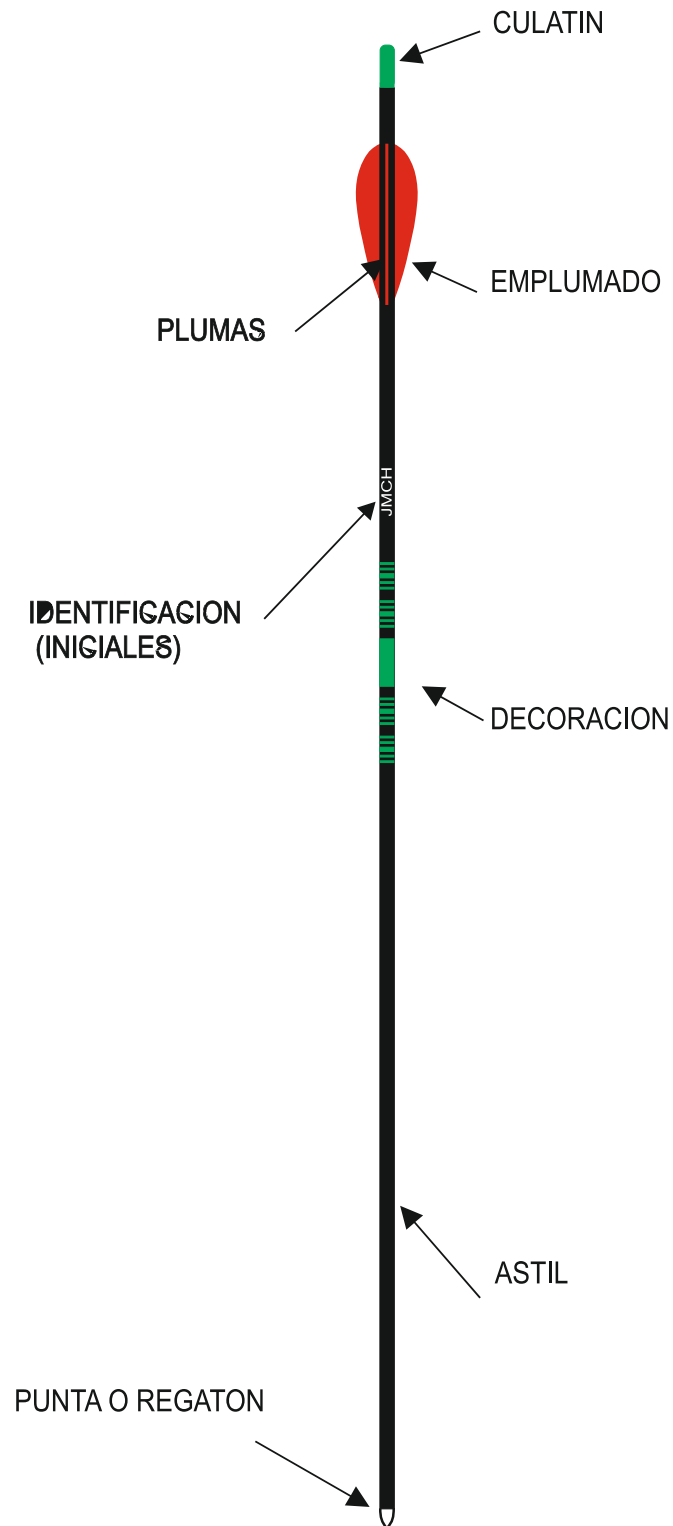 CULATIN
EMPLUMADO
PLUMAS
JMCH
IDENTIFICACION
(INICIALES)
DECORACION
ASTIL
PUNTA O REGATON